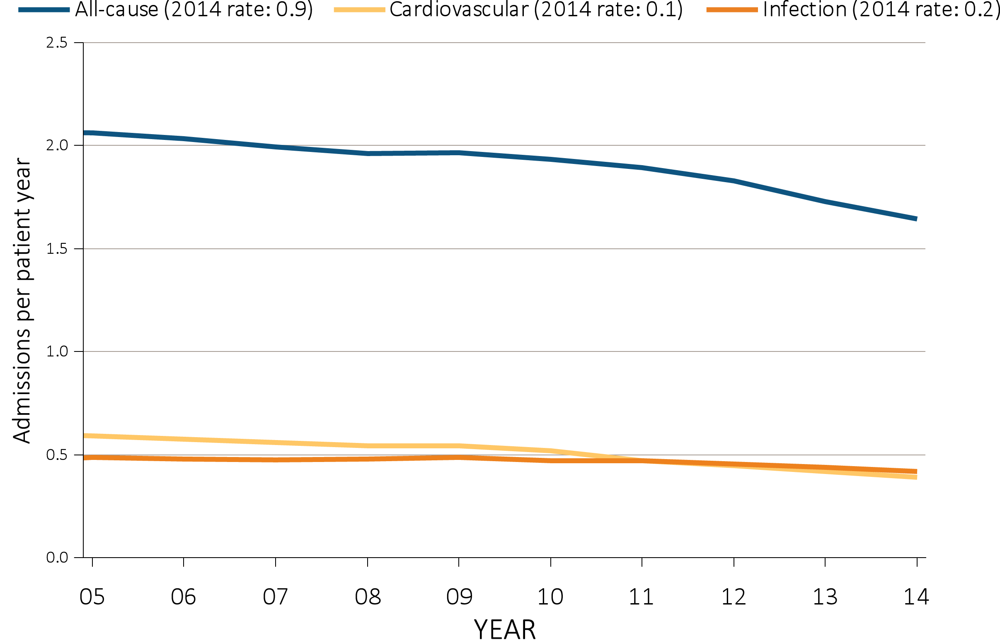 All-cause (2014 rate: 0.9) Cardiovascular (2014 rate: 0.1) Infection (2014 rate: 0.2)
2.5
2.0
1.5
1.0
0.5
0.0
Admissions per patient year
05 06 07 08 09 10 11 12 13 14
YEAR